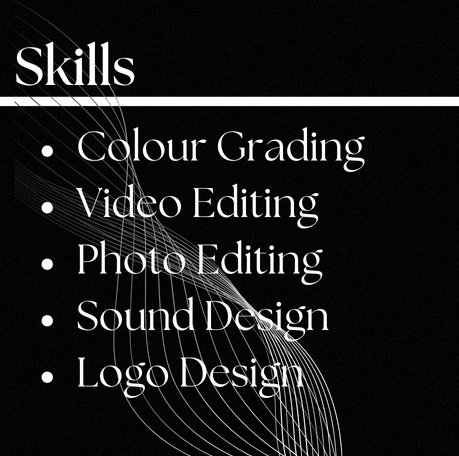 Skills
• Colour Grading
• Video Editing
• Photo Editing
• Sound Design
• Logo Design